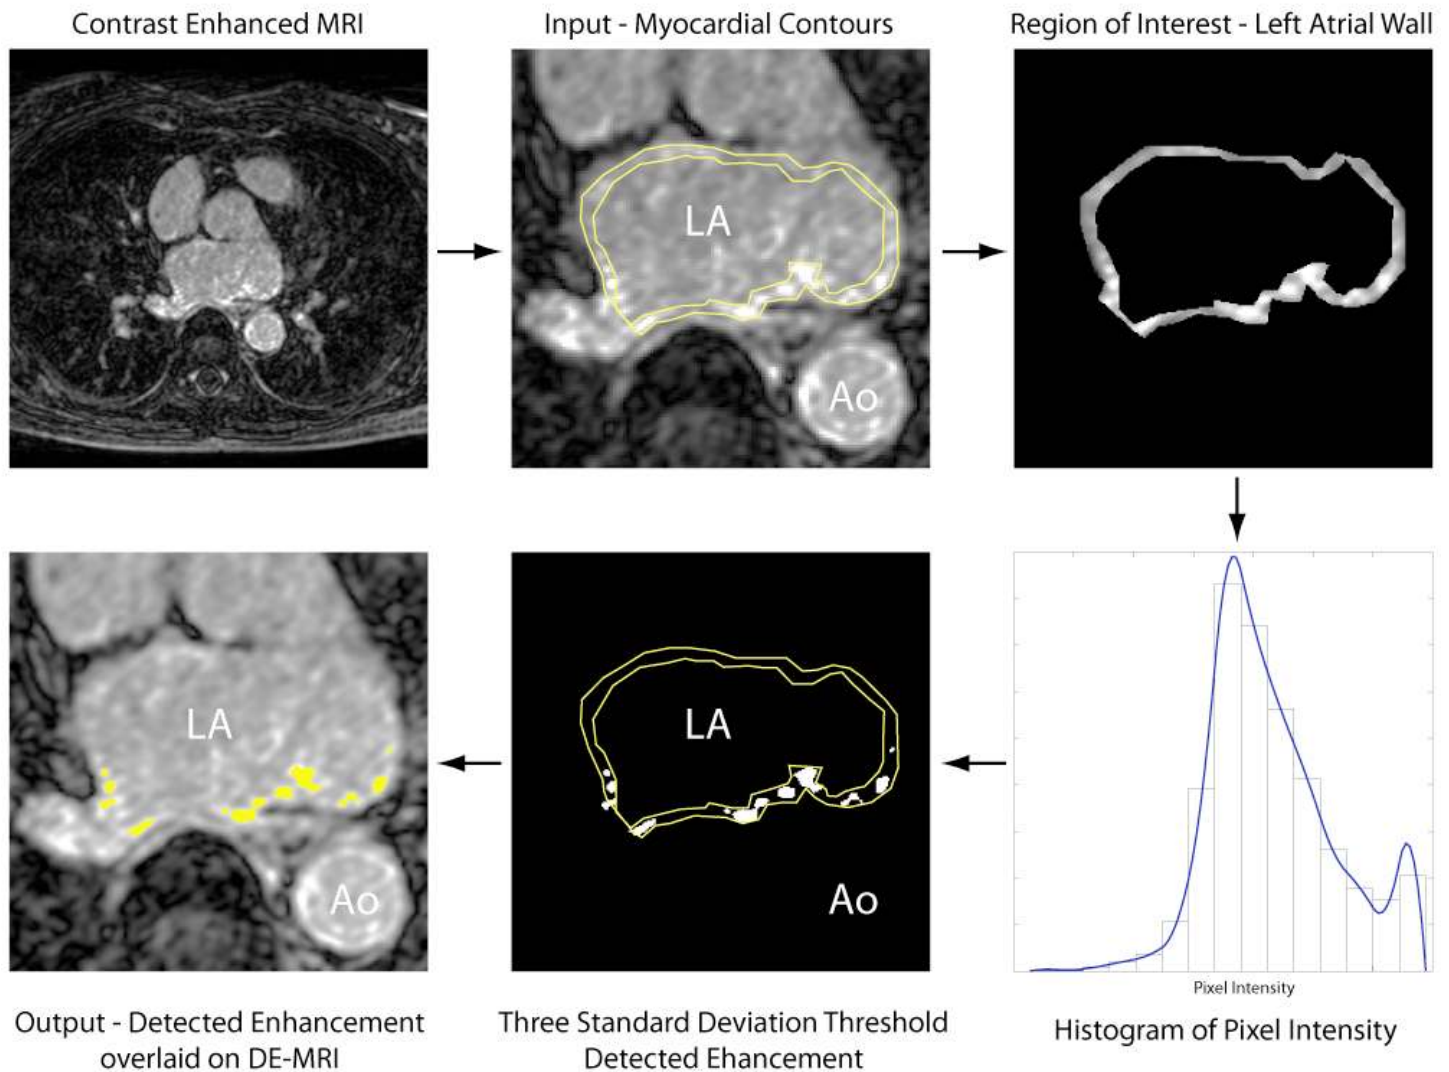 Contrast Enhanced MRI
Input - Myocardial Contours
Region of Interest - Left Atrial Wall
LA
Ao
LA
Ao
LA
Ao
Pixel Intensity
Output - Detected Enhancement
overlaid on DE-MRI
Three Standard Deviation Threshold
Detected Ehancement
Histogram of Pixel Intensity